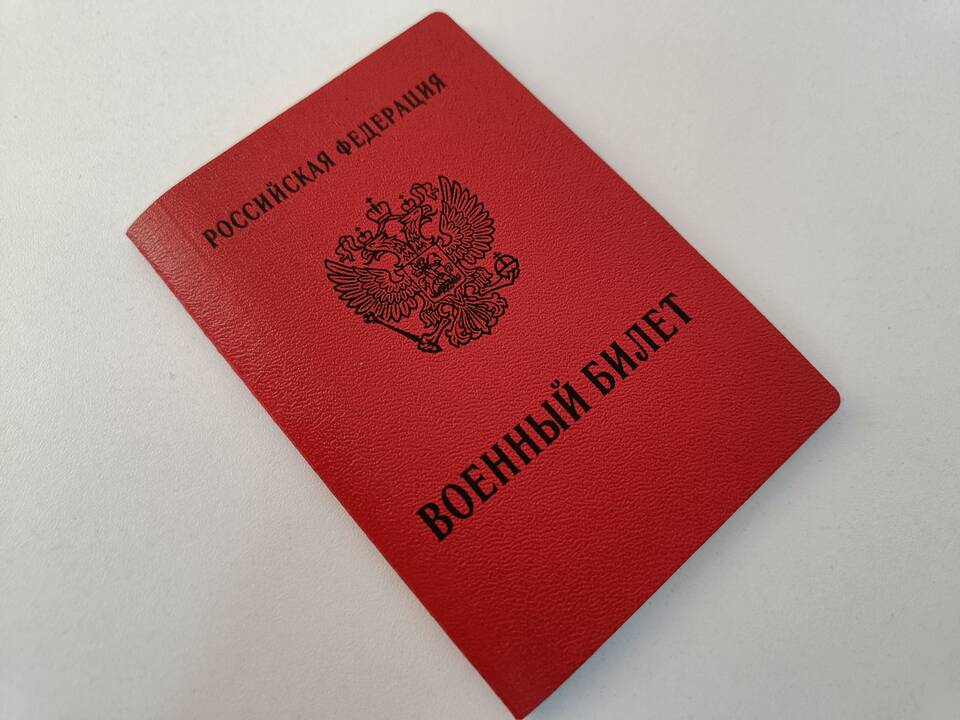 РОССИЙСКАЯ ФЕДЕРАЦИЯ
ВОЕННЫЙ БИЛЕТ